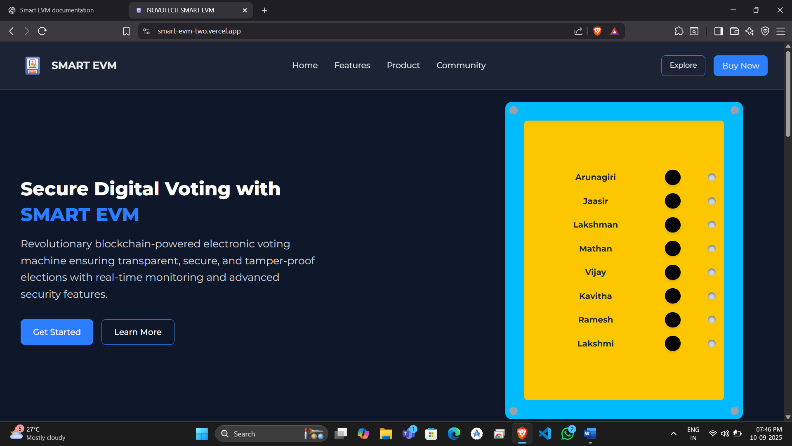 Smart EVM documentation
NOVOTECH SMART EVM
smart-evm-two.vercel.app
SMART EVM
Home
Features
Product
Community
Explore
Buy Now
Secure Digital Voting with
SMART EVM
Revolutionary blockchain-powered electronic voting
machine ensuring transparent, secure, and tamper-proof
elections with real-time monitoring and advanced
security features.
Get Started
Learn More
Arunagiri
Jaasir
Lakshman
Mathan
Vijay
Kavitha
Ramesh
Lakshmi
27°C
Mostly cloudy
Search
ENG
IN
07:46 PM
10-09-2025